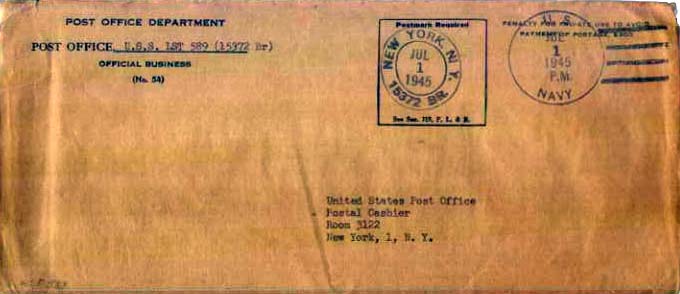 POST OFFICE DEPARTMENT
POST OFFICE, U.S.S. LST 589 (15372 Br)
OFFICIAL BUSINESS
(No. 54)
Postmark Required
NEW YORK, N. Y.
JUL
1
1945
15372 BR.
See Sec. P. L. & R.
PENALTY FOR PRIVATE USE TO AVOID
PAYMENT OF POSTAGE, $300
U. S.
JUL
1
1945
P.M.
NAVY
United States Post Office
Postal Cashier
Room 3122
New York, 1, N. Y.